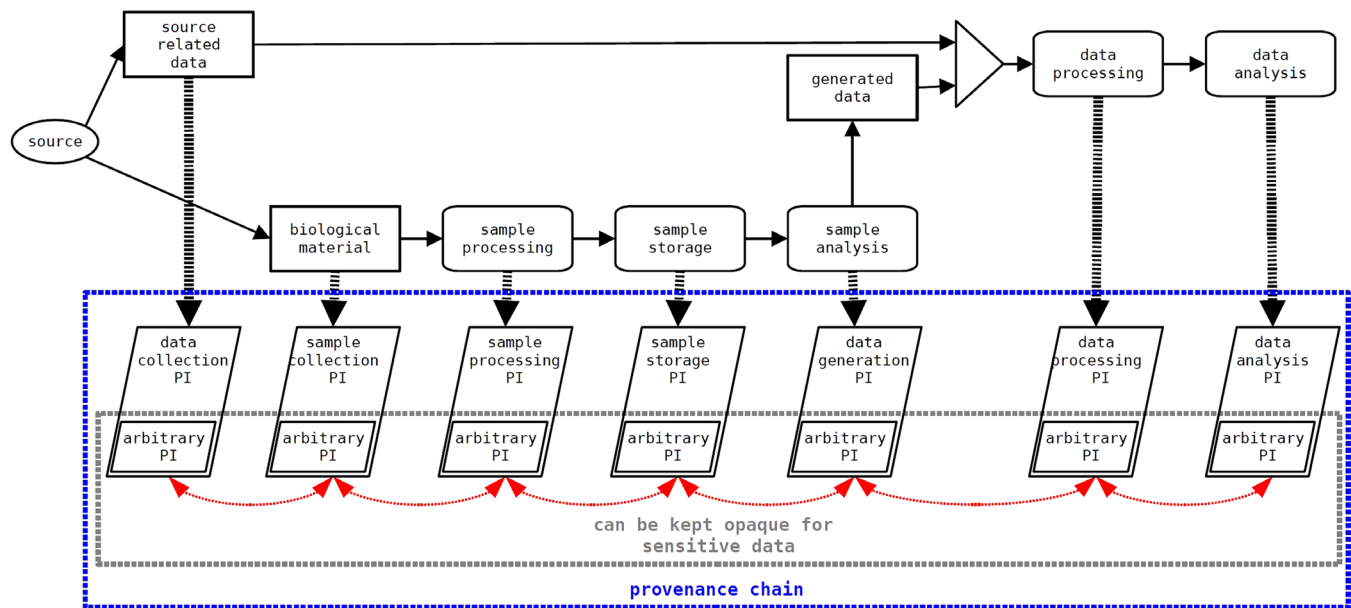 source
related
data
generated
data
data
processing
data
analysis
source
biological
material
sample
processing
sample
storage
sample
analysis
data
collection
PI
sample
collection
PI
sample
processing
PI
sample
storage
PI
data
generation
PI
data
processing
PI
data
analysis
PI
arbitrary
PI
arbitrary
PI
arbitrary
PI
arbitrary
PI
arbitrary
PI
arbitrary
PI
arbitrary
PI
can be kept opaque for
sensitive data
provenance chain